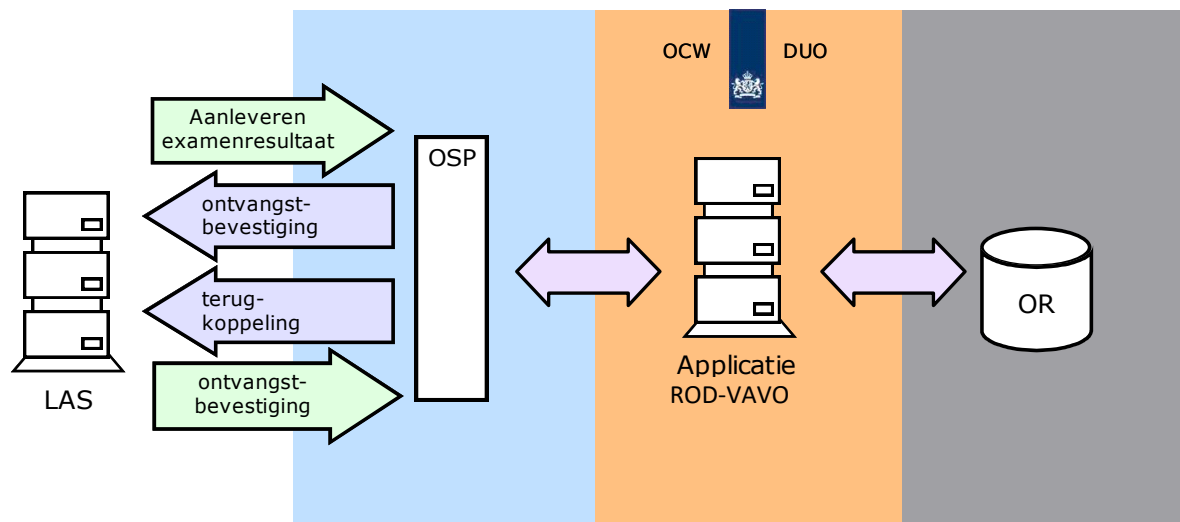 OCW DUO
Aanleveren
examenresultaat
OSP
ontvangst-
bevestiging
terug-
koppeling
ontvangst-
bevestiging
LAS
Applicatie
ROD-VAVO
OR